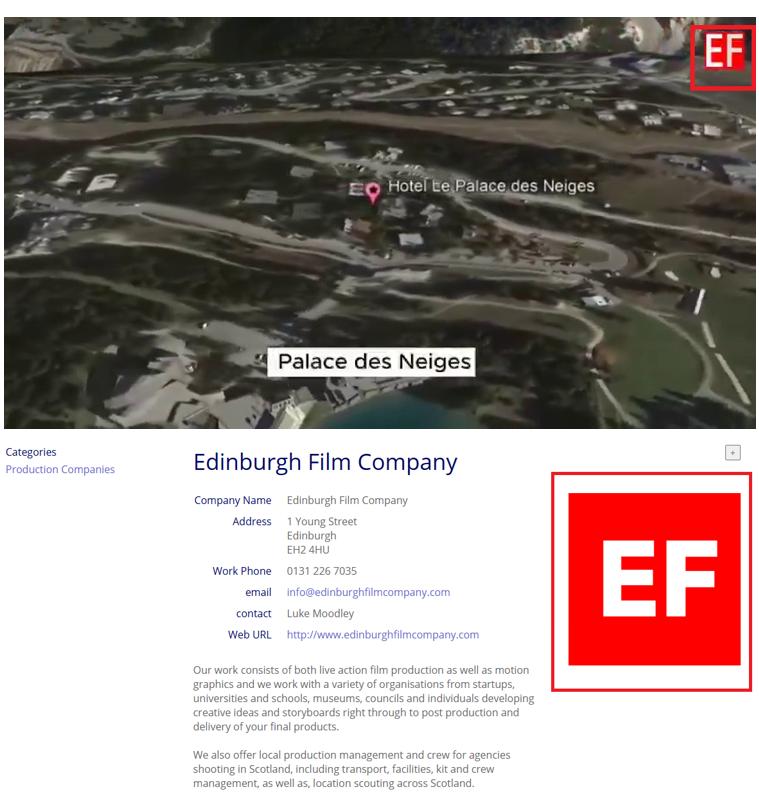 EF
Hotel Le Palace des Neiges
Palace des Neiges
Categories
Production Companies
Edinburgh Film Company
+
Company Name Edinburgh Film Company
Address 1 Young Street
Edinburgh
EH2 4HU
Work Phone 0131 226 7035
email info@edinburghfilmcompany.com
contact Luke Moodley
Web URL http://www.edinburghfilmcompany.com
EF
Our work consists of both live action film production as well as motion
graphics and we work with a variety of organisations from startups,
universities and schools, museums, councils and individuals developing
creative ideas and storyboards right through to post production and
delivery of your final products.
We also offer local production management and crew for agencies
shooting in Scotland, including transport, facilities, kit and crew
management, as well as, location scouting across Scotland.